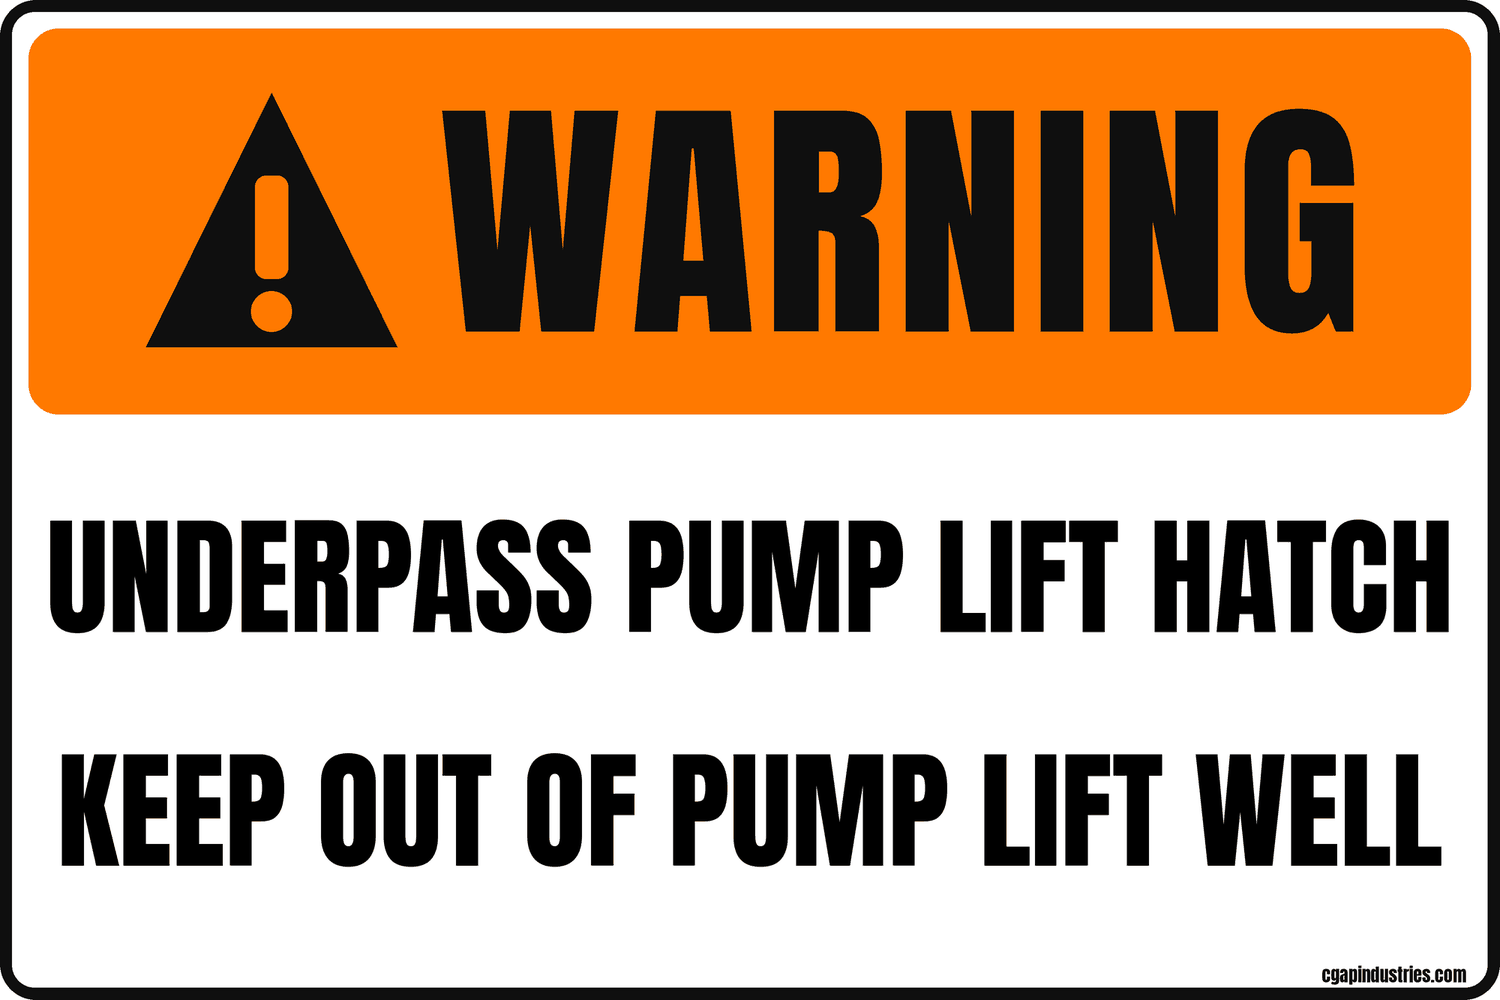 WARNING
UNDERPASS PUMP LIFT HATCH
KEEP OUT OF PUMP LIFT WELL
cgapindustries.com